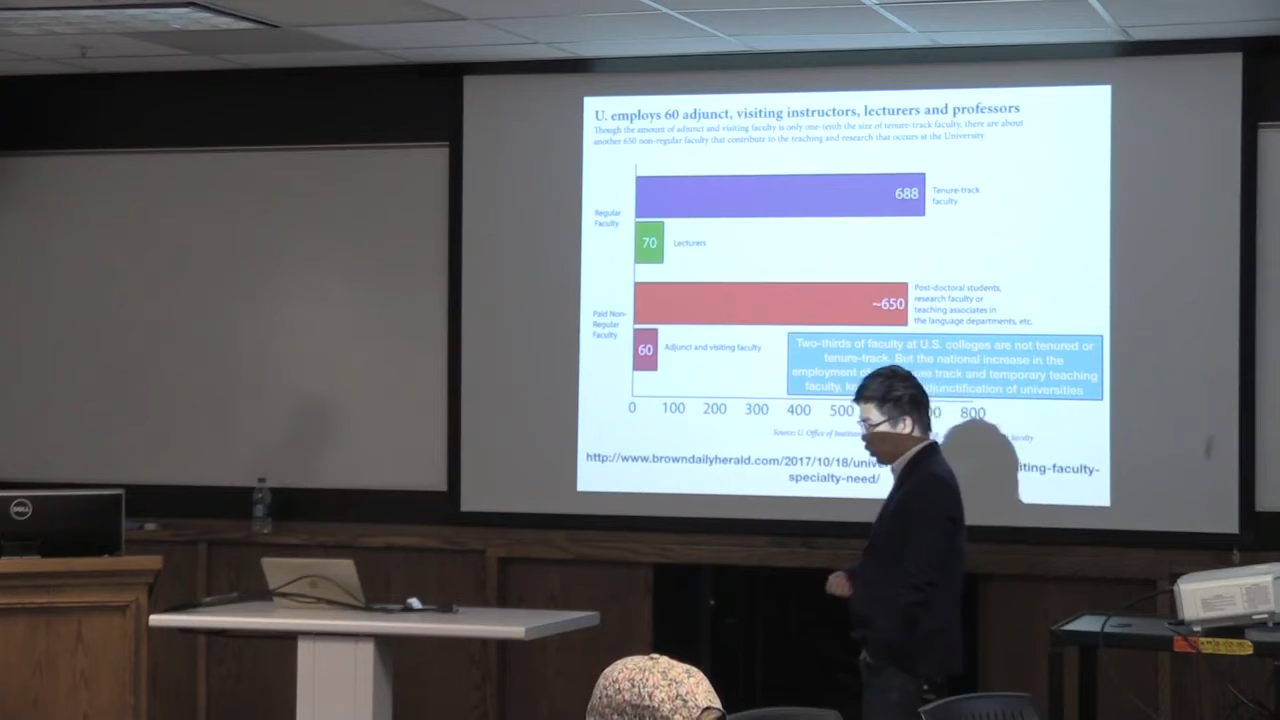 U. employs 60 adjunct, visiting instructors, lecturers and professors
Though the amount of adjunct and visiting faculty is only one-tenth the size of tenure-track faculty, there are about
another 650 non-regular faculty that contribute to the teaching and research that occurs at the University.
688
Tenure-track
faculty
Regular
Faculty
70
Lecturers
~650
Post-doctoral students,
research faculty or
teaching associates in
the language departments, etc.
Paid Non-
Regular
Faculty
60
Adjunct and visiting faculty
Two-thirds of faculty at U.S. colleges are not tenured or
tenure-track. But the national increase in the
employment track and temporary teaching
faculty, of universities
0 100 200 300 400 500 800
Source: U. Office of faculty
http://www.browndailyherald.com/2017/10/18/unive iting-faculty-
specialty-need/
DELL